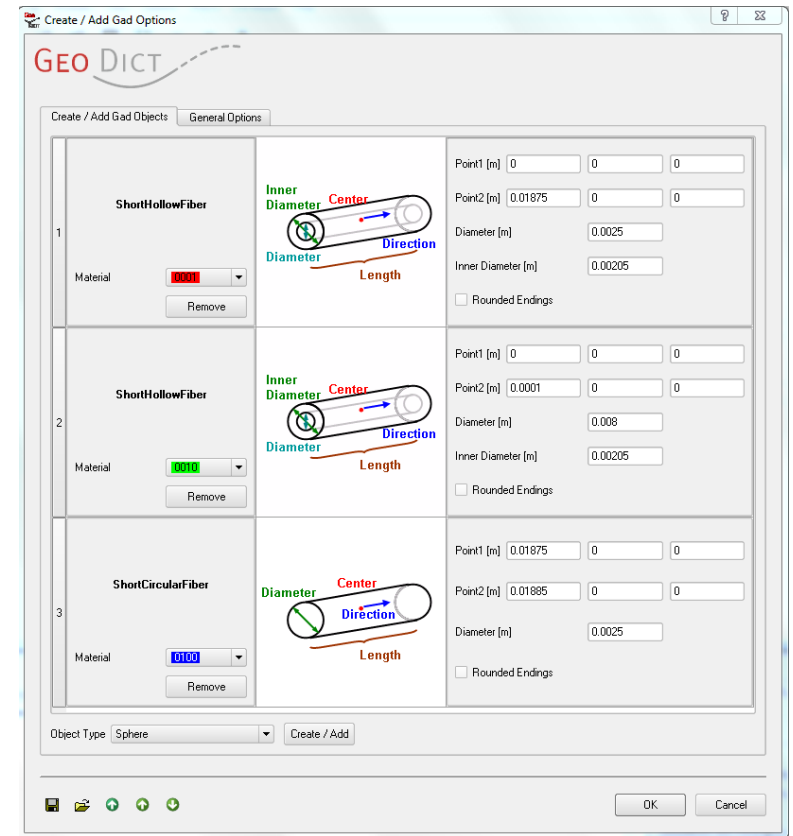 Create / Add Gad Options
GEO DICT
Create / Add Gad Objects General Options
1
ShortHollowFiber
Material 0001
Remove
Inner
Diameter Center
Direction
Diameter
Length
Point1 [m] 0 0 0
Point2 [m] 0.01875 0 0
Diameter [m] 0.0025
Inner Diameter [m] 0.00205
Rounded Endings
2
ShortHollowFiber
Material 0010
Remove
Inner
Diameter Center
Direction
Diameter
Length
Point1 [m] 0 0 0
Point2 [m] 0.0001 0 0
Diameter [m] 0.008
Inner Diameter [m] 0.00205
Rounded Endings
3
ShortCircularFiber
Material 0100
Remove
Center
Diameter
Direction
Length
Point1 [m] 0.01875 0 0
Point2 [m] 0.01885 0 0
Diameter [m] 0.0025
Rounded Endings
Object Type Sphere Create / Add
OK Cancel